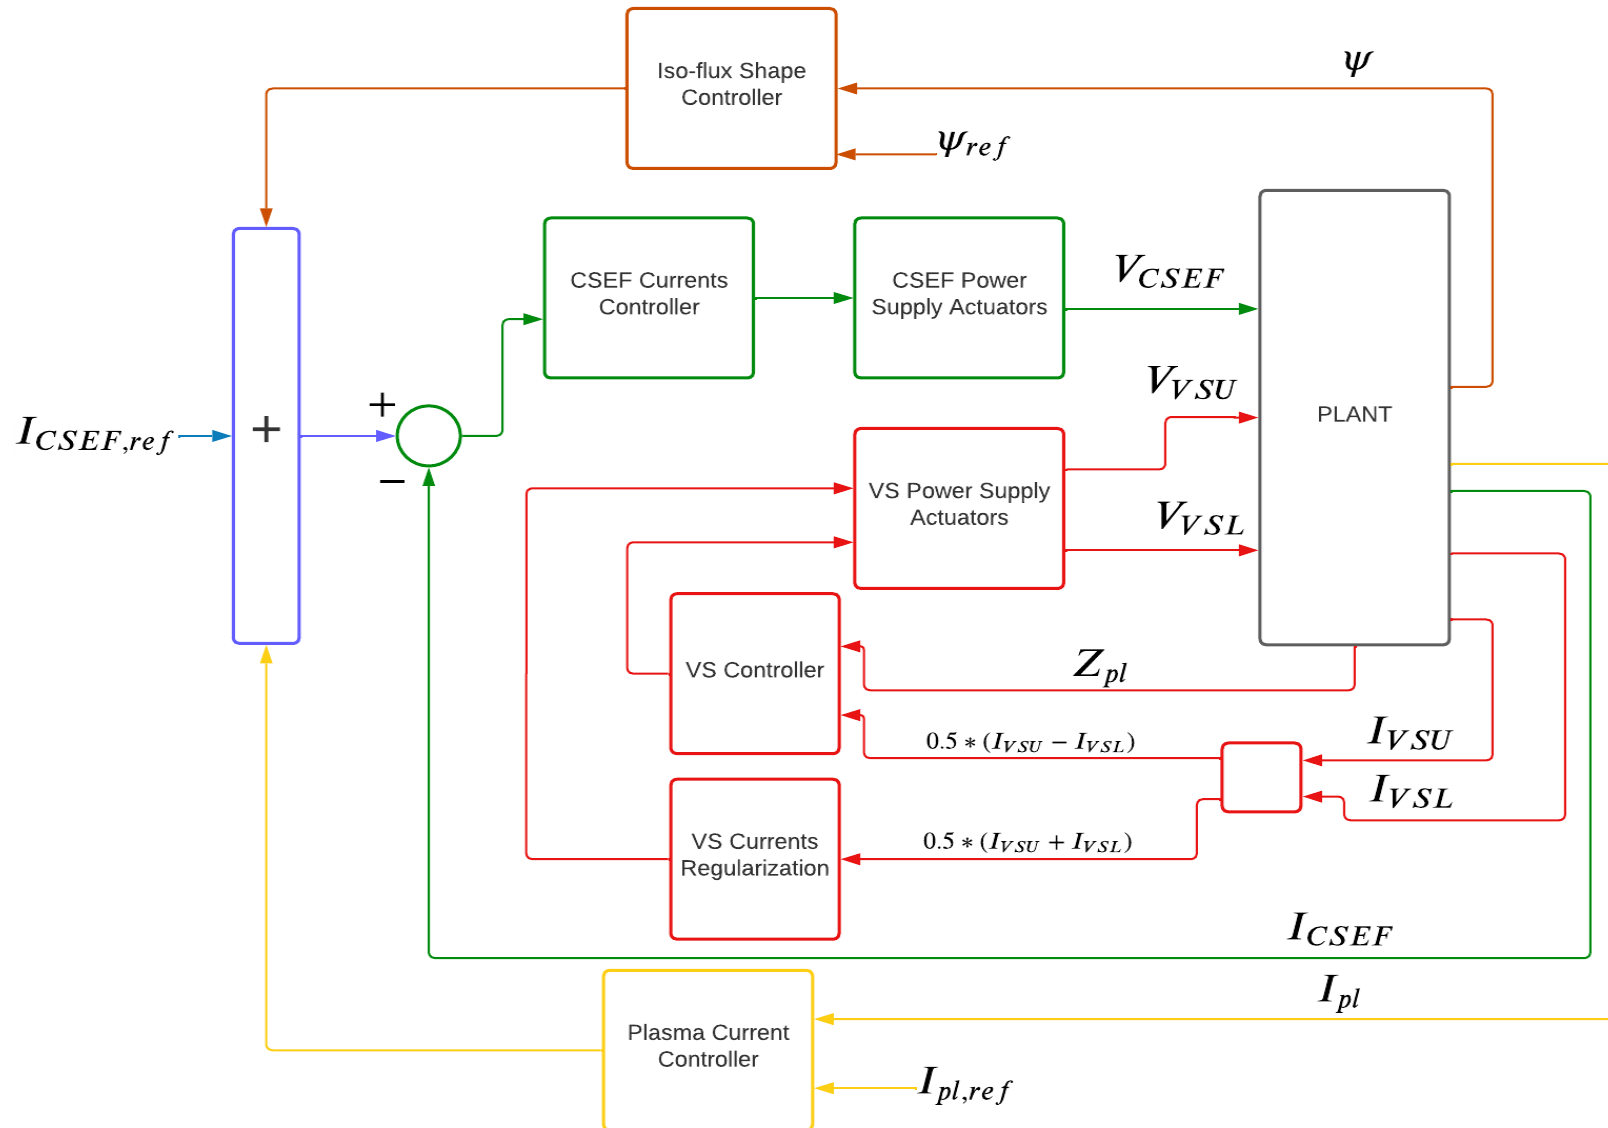 Iso-flux Shape
Controller
ψ
ψref
CSEF Currents
Controller
CSEF Power
Supply Actuators
VCSEF
PLANT
VVSU
ICSEF,ref
+
+
−
VS Power Supply
Actuators
VVSL
VS Controller
Zpl
0.5 ∗ (IVSU − IVSL)
IVSU
IVSL
VS Currents
Regularization
0.5 ∗ (IVSU + IVSL)
ICSEF
Ipl
Plasma Current
Controller
Ipl,ref